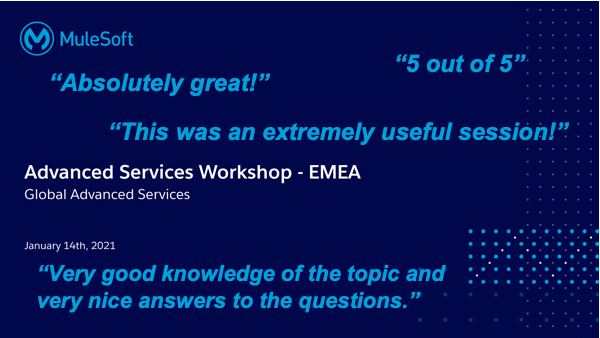 MuleSoft
“5 out of 5”
“Absolutely great!”
“This was an extremely useful session!”
Advanced Services Workshop - EMEA
Global Advanced Services
January 14th, 2021
“Very good knowledge of the topic and
very nice answers to the questions.”